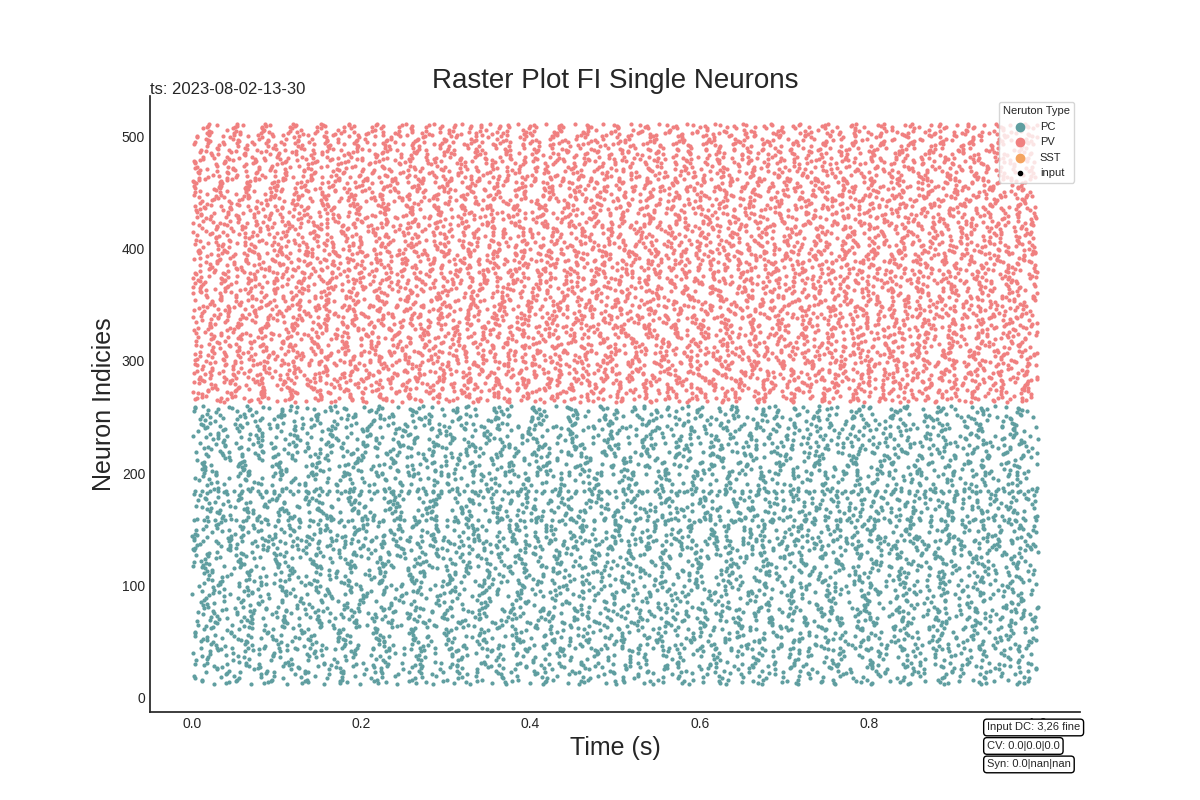 Raster Plot FI Single Neurons
ts: 2023-08-02-13-30
Neruton Type
PC
PV
SST
input
Neuron Indicies
500
400
300
200
100
0
0.0
0.2
0.4
0.6
0.8
Time (s)
Input DC: 3,26 fine
CV: 0.0|0.0|0.0
Syn: 0.0|nan|nan